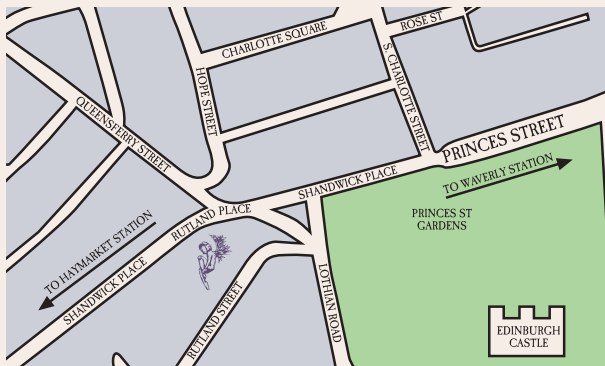 ROSE ST
CHARLOTTE SQUARE
S. CHARLOTTE STREET
HOPE STREET
QUEENSFERRY STREET
PRINCES STREET
TO WAVERLY STATION
SHANDWICK PLACE
RUTLAND PLACE
PRINCES ST
GARDENS
TO HAYMARKET STATION
SHANDWICK PLACE
RUTLAND STREET
LOTHIAN ROAD
EDINBURGH
CASTLE